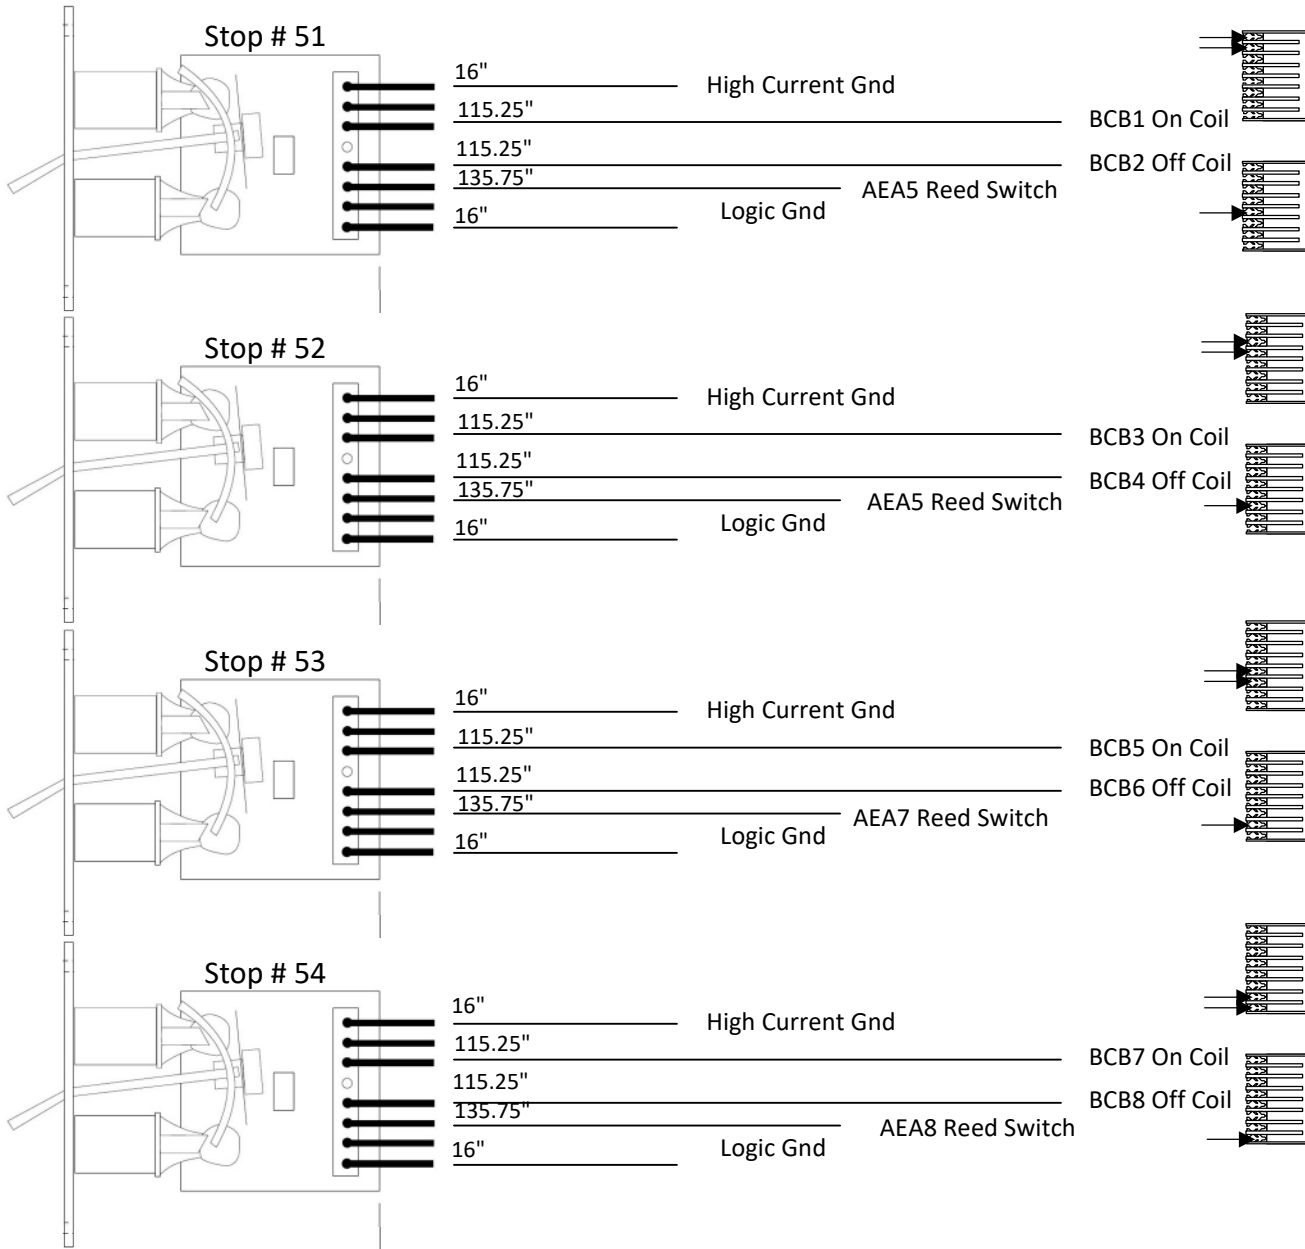 Stop # 51
16"
High Current Gnd
115.25"
BCB1 On Coil
115.25"
BCB2 Off Coil
135.75"
AEA5 Reed Switch
Logic Gnd
16"
Stop # 52
16"
High Current Gnd
115.25"
BCB3 On Coil
115.25"
BCB4 Off Coil
135.75"
AEA5 Reed Switch
Logic Gnd
16"
Stop # 53
16"
High Current Gnd
115.25"
BCB5 On Coil
115.25"
BCB6 Off Coil
135.75"
AEA7 Reed Switch
Logic Gnd
16"
Stop # 54
16"
High Current Gnd
115.25"
BCB7 On Coil
115.25"
BCB8 Off Coil
135.75"
AEA8 Reed Switch
Logic Gnd
16"